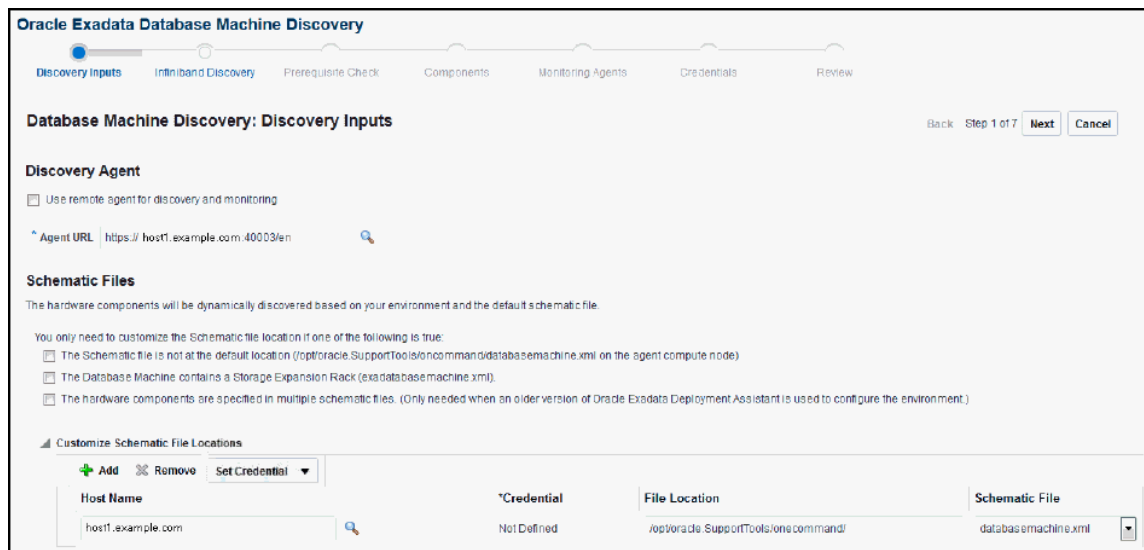 Oracle Exadata Database Machine Discovery
Discovery Inputs Infiniband Discovery Prerequisite Check Components Monitoring Agents Credentials Review
Database Machine Discovery: Discovery Inputs
Back Step 1 of 7 Next Cancel
Discovery Agent
Use remote agent for discovery and monitoring
* Agent URL https:// host1.example.com:40003/en
Schematic Files
The hardware components will be dynamically discovered based on your environment and the default schematic file.
You only need to customize the Schematic file location if one of the following is true:
The Schematic file is not at the default location (/opt/oracle.SupportTools/oncommand/databasemachine.xml on the agent compute node)
The Database Machine contains a Storage Expansion Rack (exadatabasemachine.xml).
The hardware components are specified in multiple schematic files. (Only needed when an older version of Oracle Exadata Deployment Assistant is used to configure the environment.)
Customize Schematic File Locations
Add Remove Set Credential
Host Name *Credential File Location Schematic File
host1.example.com Not Defined /opt/oracle.SupportTools/onecommand/ databasemachine.xml